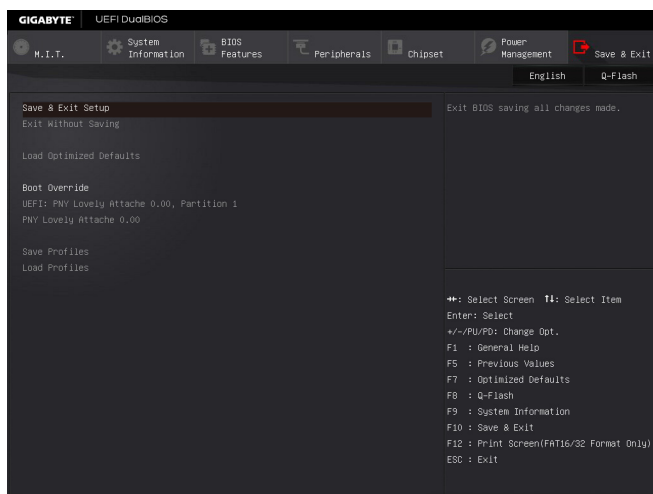 GIGABYTE™ UEFI DualBIOS
M.I.T.
System Information
BIOS Features
Peripherals
Chipset
Power Management
Save & Exit
English
Q-Flash
Save & Exit Setup
Exit Without Saving
Load Optimized Defaults
Boot Override
UEFI: PNY Lovely Attache 0.00, Partition 1
PNY Lovely Attache 0.00
Save Profiles
Load Profiles
Exit BIOS saving all changes made.
→←: Select Screen ↑↓: Select Item
Enter: Select
+/-/PU/PD: Change Opt.
F1 : General Help
F5 : Previous Values
F7 : Optimized Defaults
F8 : Q-Flash
F9 : System Information
F10 : Save & Exit
F12 : Print Screen(FAT16/32 Format Only)
ESC : Exit